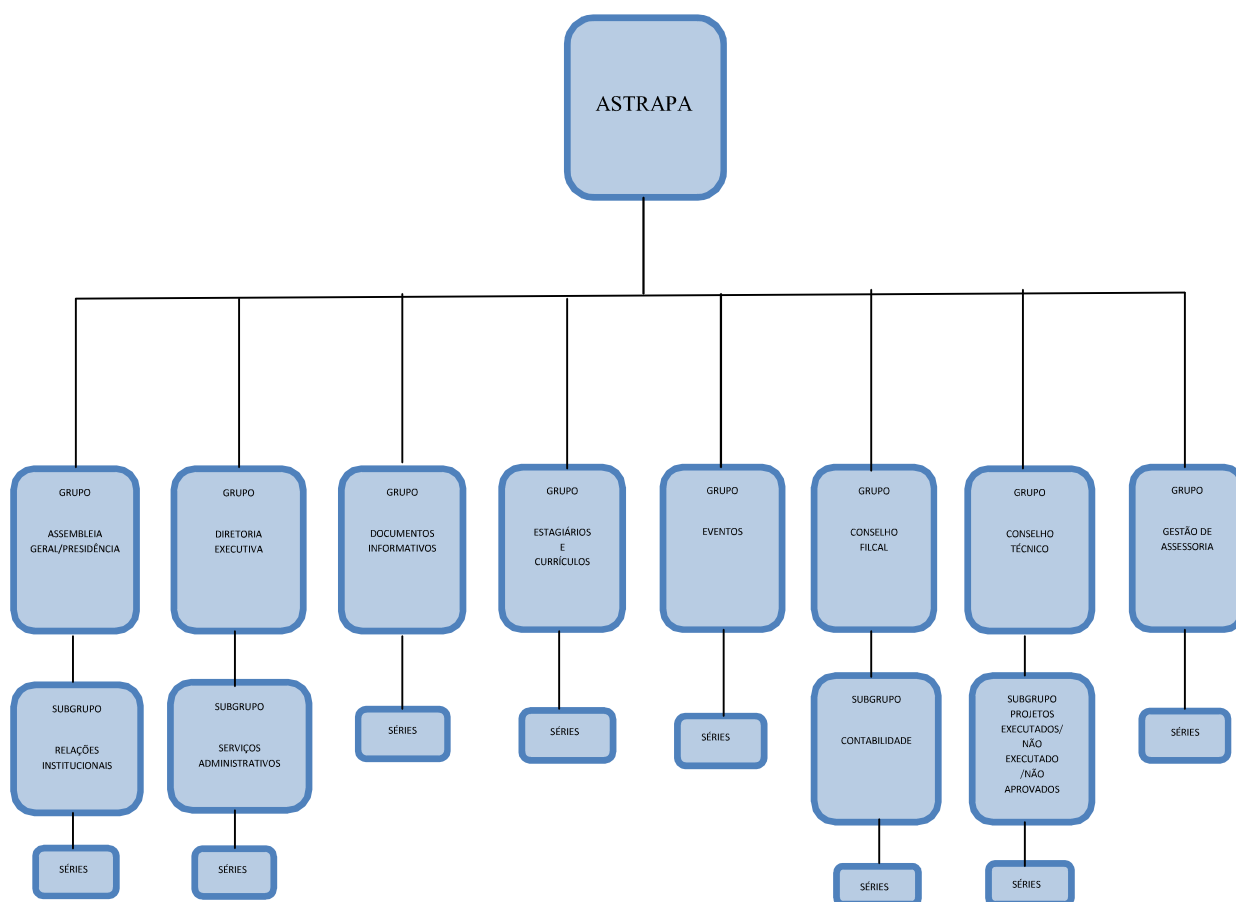 ASTRAPA
GRUPO
ASSEMBLEIA
GERAL/PRESIDÊNCIA
GRUPO
DIRETORIA
EXECUTIVA
GRUPO
DOCUMENTOS
INFORMATIVOS
GRUPO
ESTAGIÁRIOS
E
CURRÍCULOS
GRUPO
EVENTOS
GRUPO
CONSELHO
FILCAL
GRUPO
CONSELHO
TÉCNICO
GRUPO
GESTÃO DE
ASSESSORIA
SUBGRUPO
RELAÇÕES
INSTITUCIONAIS
SUBGRUPO
SERVIÇOS
ADMINISTRATIVOS
SÉRIES
SÉRIES
SÉRIES
SUBGRUPO
CONTABILIDADE
SUBGRUPO
PROJETOS
EXECUTADOS/
NÃO
EXECUTADO
/NÃO
APROVADOS
SÉRIES
SÉRIES
SÉRIES
SÉRIES
SÉRIES